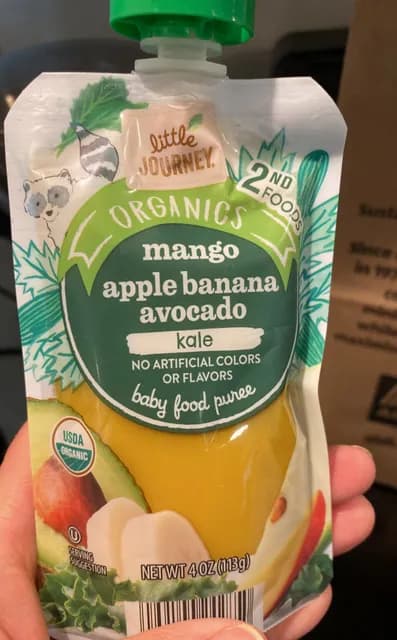 little
JOURNEY.
2ND
FOODS
ORGANICS
mango
apple banana
avocado
kale
NO ARTIFICIAL COLORS
OR FLAVORS
baby food puree
USDA
ORGANIC
U
SERVING
SUGGESTION
NET WT 4 OZ (113g)